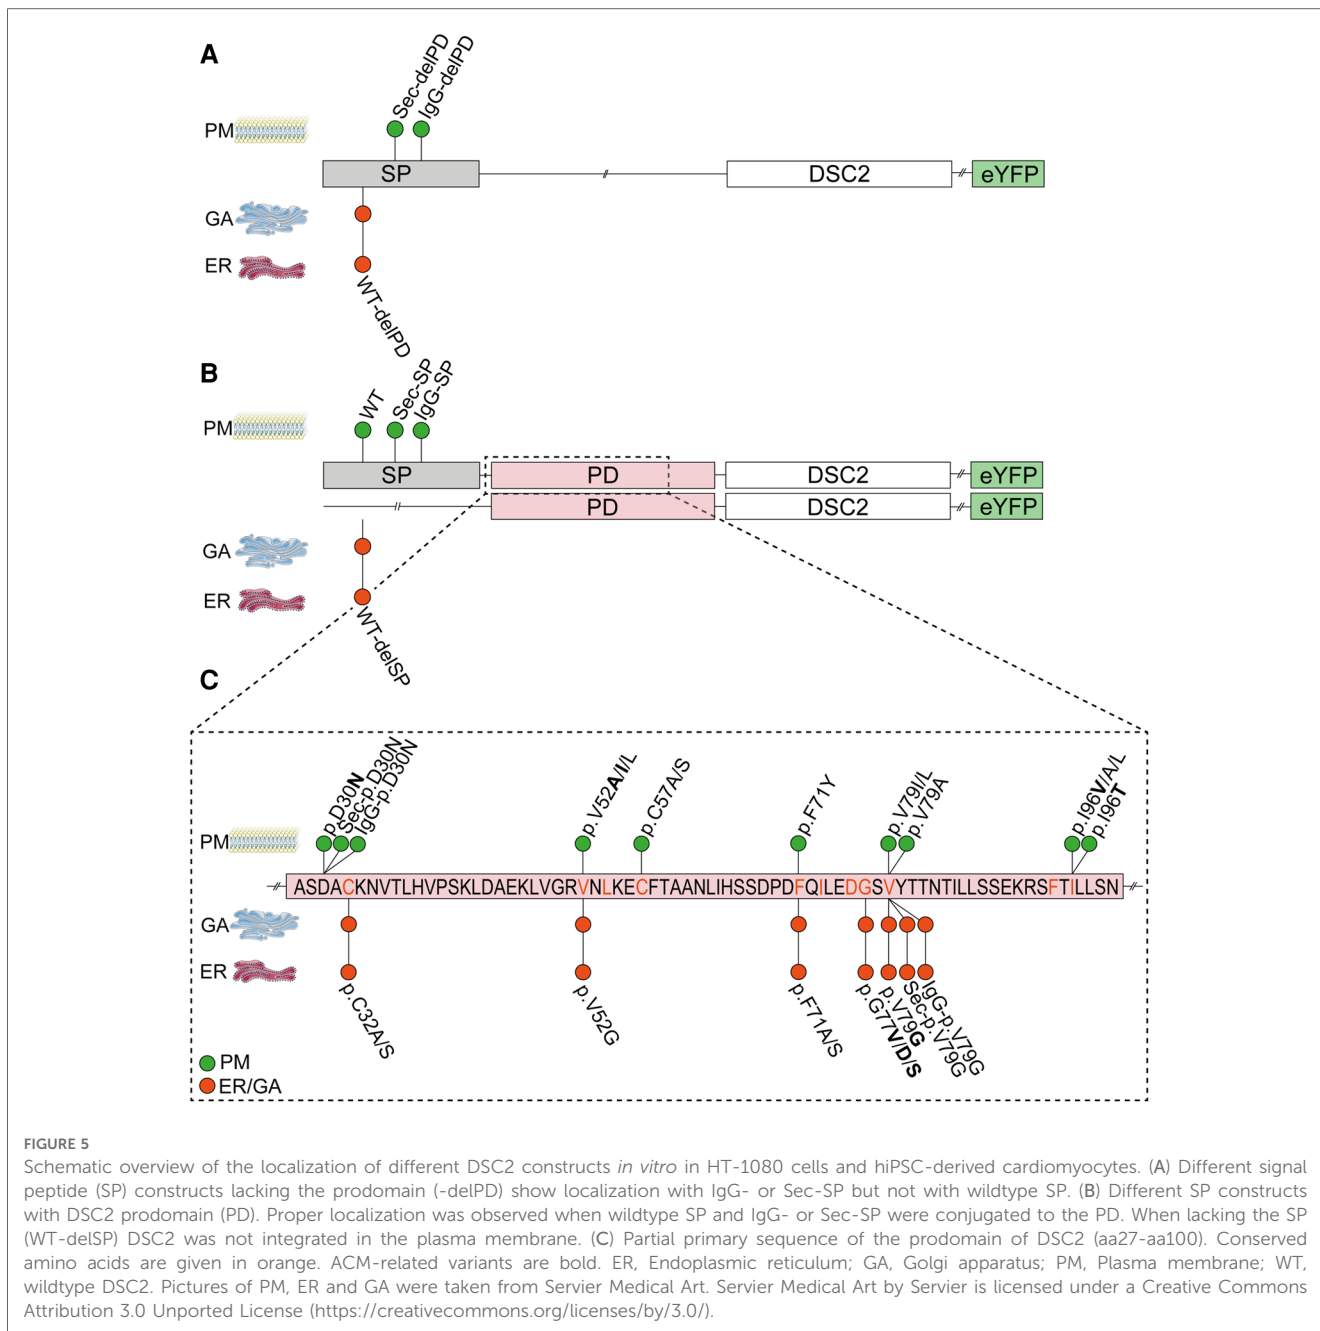 A
Sec-delPD
IgG-delPD
PM
SP
DSC2
eYFP
GA
ER
WT-delPD
B
WT
Sec-SP
IgG-SP
PM
SP
PD
DSC2
eYFP
PD
DSC2
eYFP
GA
ER
WT-delSP
C
p.D30N
Sec-p.D30N
IgG-p.D30N
p.V52A/I/L
p.C57A/S
p.F71Y
p.V79I/L
p.V79A
p.I96V/A/L
p.I96T
PM
ASDACKNVTLHVPSKLDAEKLVGRVNLKECFTAANLIHSSDPDFQILEDGSVYTTNTILLSSEKRSFTILLSN
GA
ER
p.C32A/S
p.V52G
p.F71A/S
p.G77V/D/S
p.V79G
Sec-p.V79G
IgG-p.V79G
PM
ER/GA
FIGURE 5
Schematic overview of the localization of different DSC2 constructs in vitro in HT-1080 cells and hiPSC-derived cardiomyocytes. (A) Different signal
peptide (SP) constructs lacking the prodomain (-delPD) show localization with IgG- or Sec-SP but not with wildtype SP. (B) Different SP constructs
with DSC2 prodomain (PD). Proper localization was observed when wildtype SP and IgG- or Sec-SP were conjugated to the PD. When lacking the SP
(WT-delSP) DSC2 was not integrated in the plasma membrane. (C) Partial primary sequence of the prodomain of DSC2 (aa27-aa100). Conserved
amino acids are given in orange. ACM-related variants are bold. ER, Endoplasmic reticulum; GA, Golgi apparatus; PM, Plasma membrane; WT,
wildtype DSC2. Pictures of PM, ER and GA were taken from Servier Medical Art. Servier Medical Art by Servier is licensed under a Creative Commons
Attribution 3.0 Unported License (https://creativecommons.org/licenses/by/3.0/).